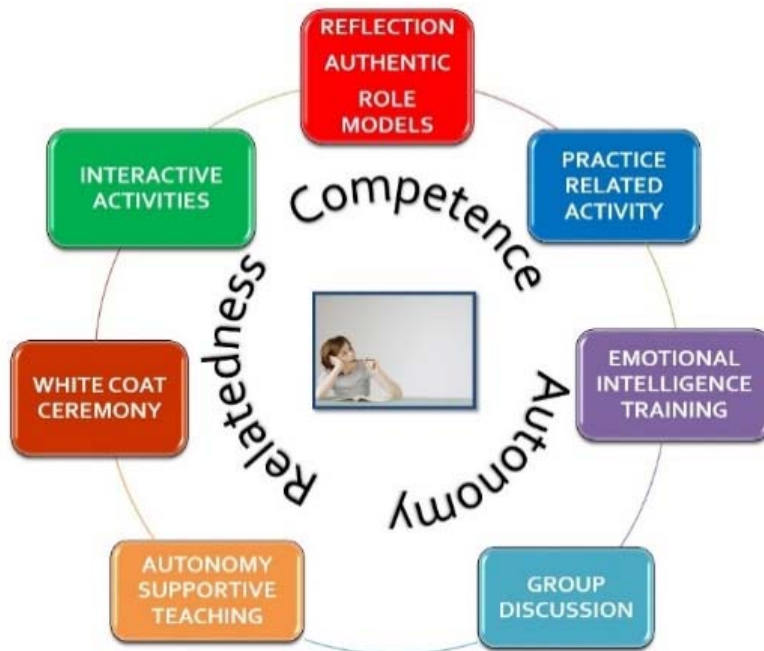 REFLECTION
AUTHENTIC
ROLE
MODELS
PRACTICE
RELATED
ACTIVITY
EMOTIONAL
INTELLIGENCE
TRAINING
GROUP
DISCUSSION
AUTONOMY
SUPPORTIVE
TEACHING
WHITE COAT
CEREMONY
INTERACTIVE
ACTIVITIES
Competence
Autonomy
Relatedness